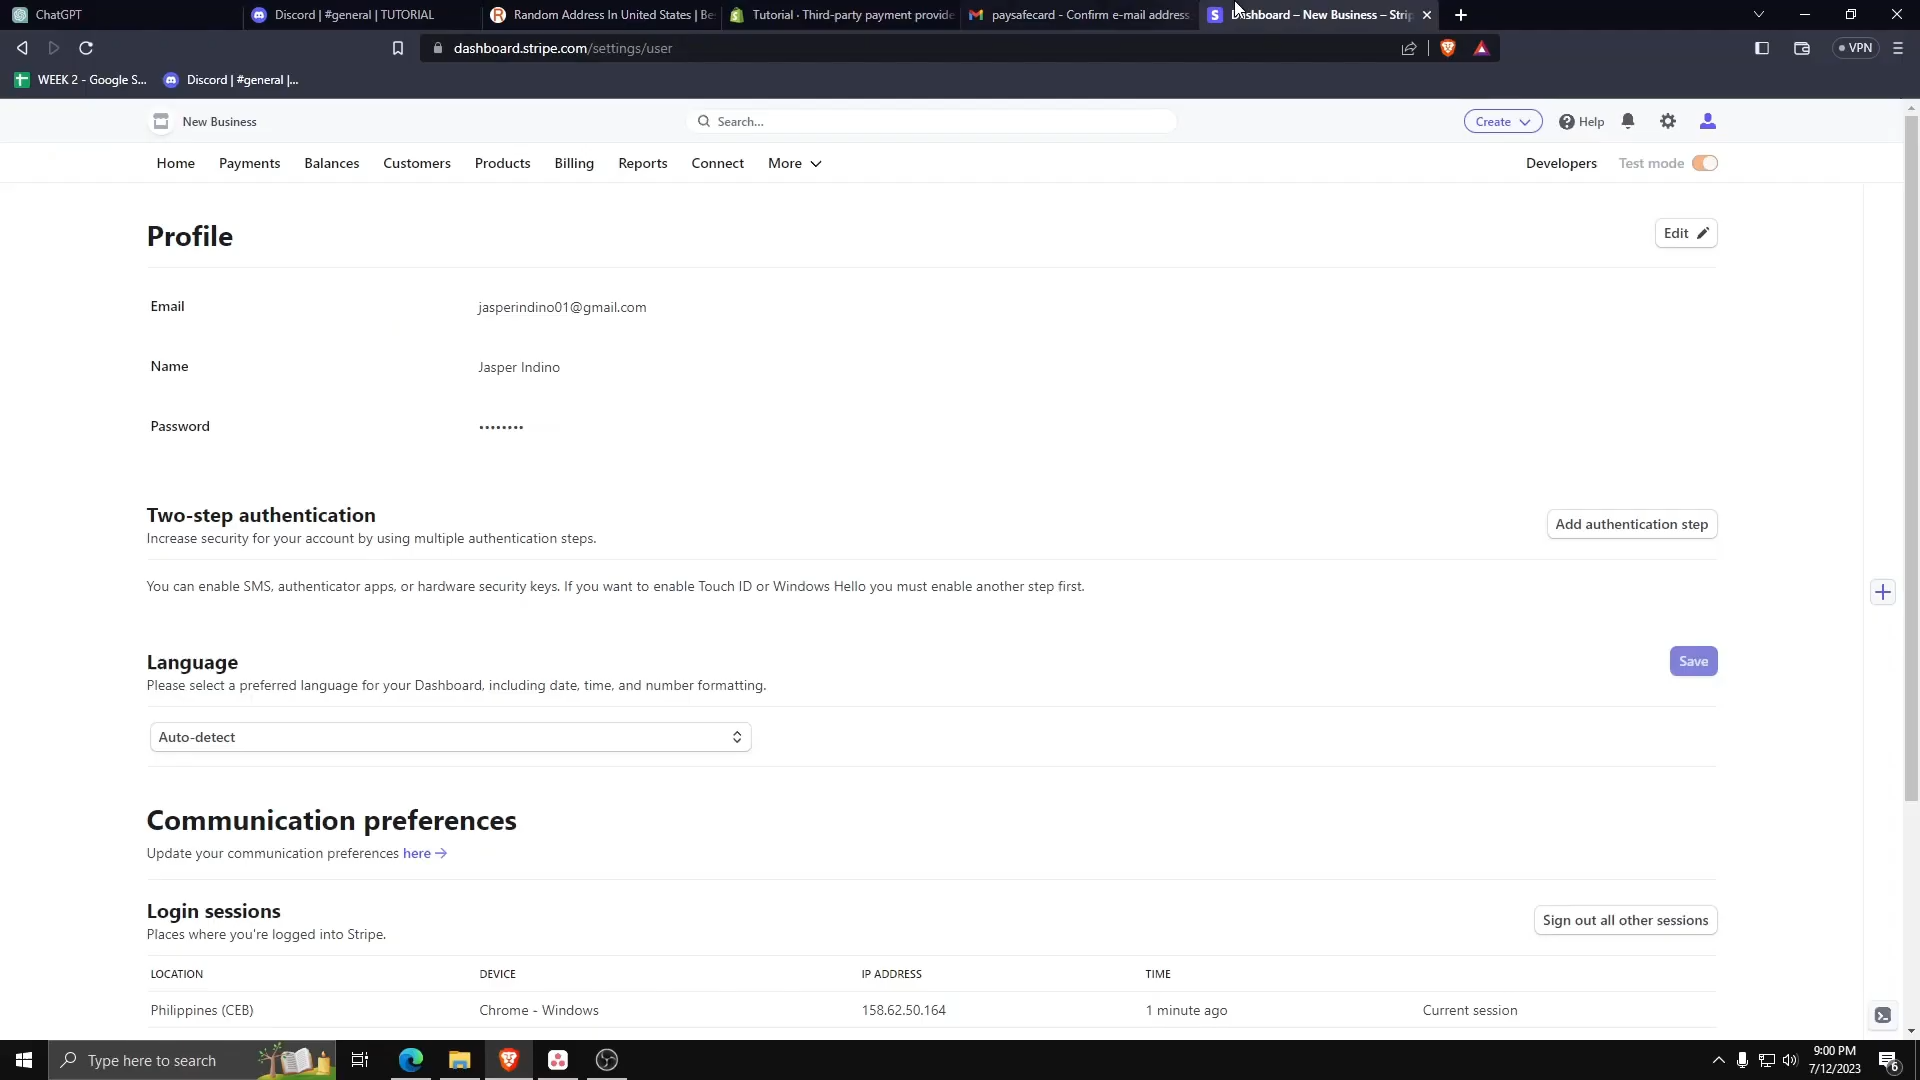 ChatGPT
Discord | #general | TUTORIAL
Random Address In United States | Be
Tutorial · Third-party payment provide
paysafecard - Confirm e-mail address
Dashboard – New Business – Strip
dashboard.stripe.com/settings/user
VPN
WEEK 2 - Google S...
Discord | #general |...
New Business
Search...
Create
Help
Home
Payments
Balances
Customers
Products
Billing
Reports
Connect
More
Developers
Test mode
Profile
Edit
Email
jasperindino01@gmail.com
Name
Jasper Indino
Password
••••••••
Two-step authentication
Add authentication step
Increase security for your account by using multiple authentication steps.
You can enable SMS, authenticator apps, or hardware security keys. If you want to enable Touch ID or Windows Hello you must enable another step first.
Language
Save
Please select a preferred language for your Dashboard, including date, time, and number formatting.
Auto-detect
Communication preferences
Update your communication preferences here →
Login sessions
Sign out all other sessions
Places where you're logged into Stripe.
LOCATION DEVICE IP ADDRESS TIME
Philippines (CEB) Chrome - Windows 158.62.50.164 1 minute ago Current session
Type here to search
9:00 PM
7/12/2023
6